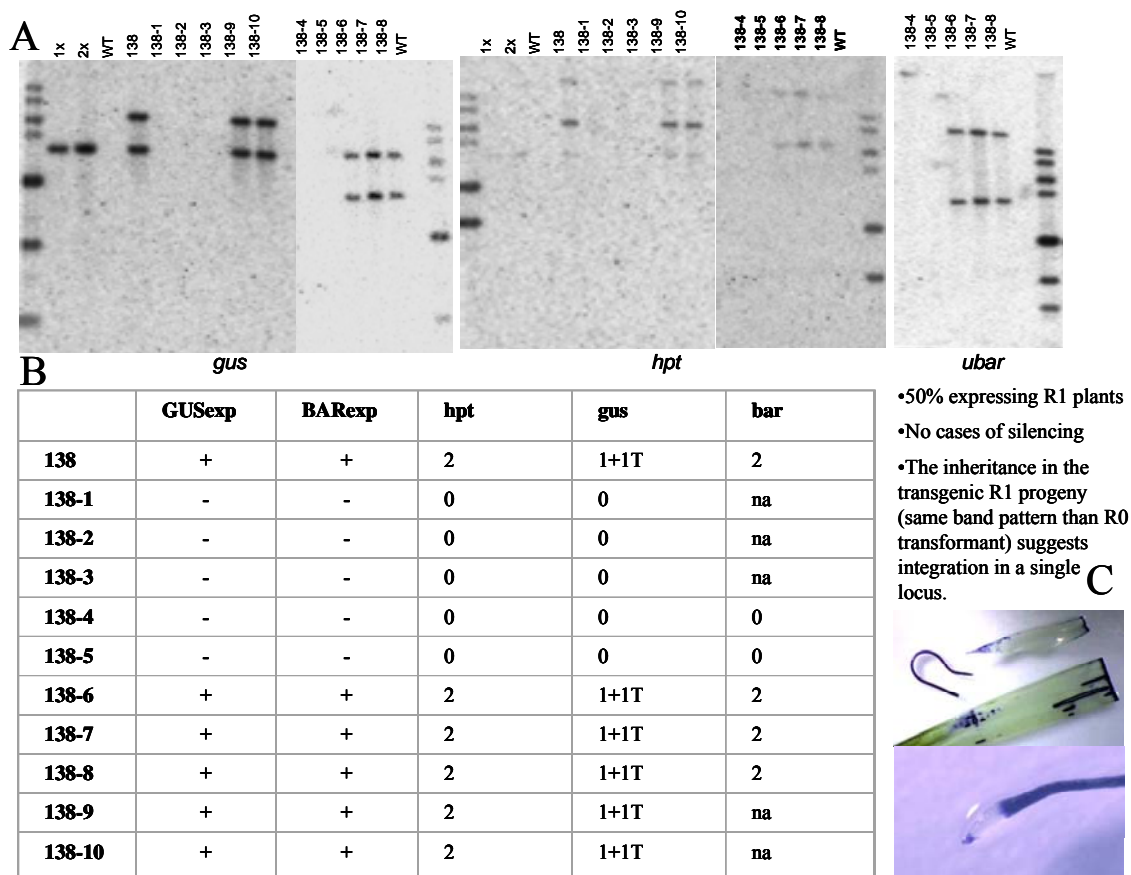 A
1x 2x WT 138 138-1 138-2 138-3 138-9 138-10
138-4 138-5 138-6 138-7 138-8 WT
1x 2x WT 138 138-1 138-2 138-3 138-9 138-10
138-4 138-5 138-6 138-7 138-8 WT
138-4 138-5 138-6 138-7 138-8 WT
gus
hpt
ubar
B
GUSexp BARexp hpt gus bar
138 + + 2 1+1T 2
138-1 - - 0 0 na
138-2 - - 0 0 na
138-3 - - 0 0 na
138-4 - - 0 0 0
138-5 - - 0 0 0
138-6 + + 2 1+1T 2
138-7 + + 2 1+1T 2
138-8 + + 2 1+1T 2
138-9 + + 2 1+1T na
138-10 + + 2 1+1T na
•50% expressing R1 plants
•No cases of silencing
•The inheritance in the
transgenic R1 progeny
(same band pattern than R0
transformant) suggests
integration in a single
locus.
C